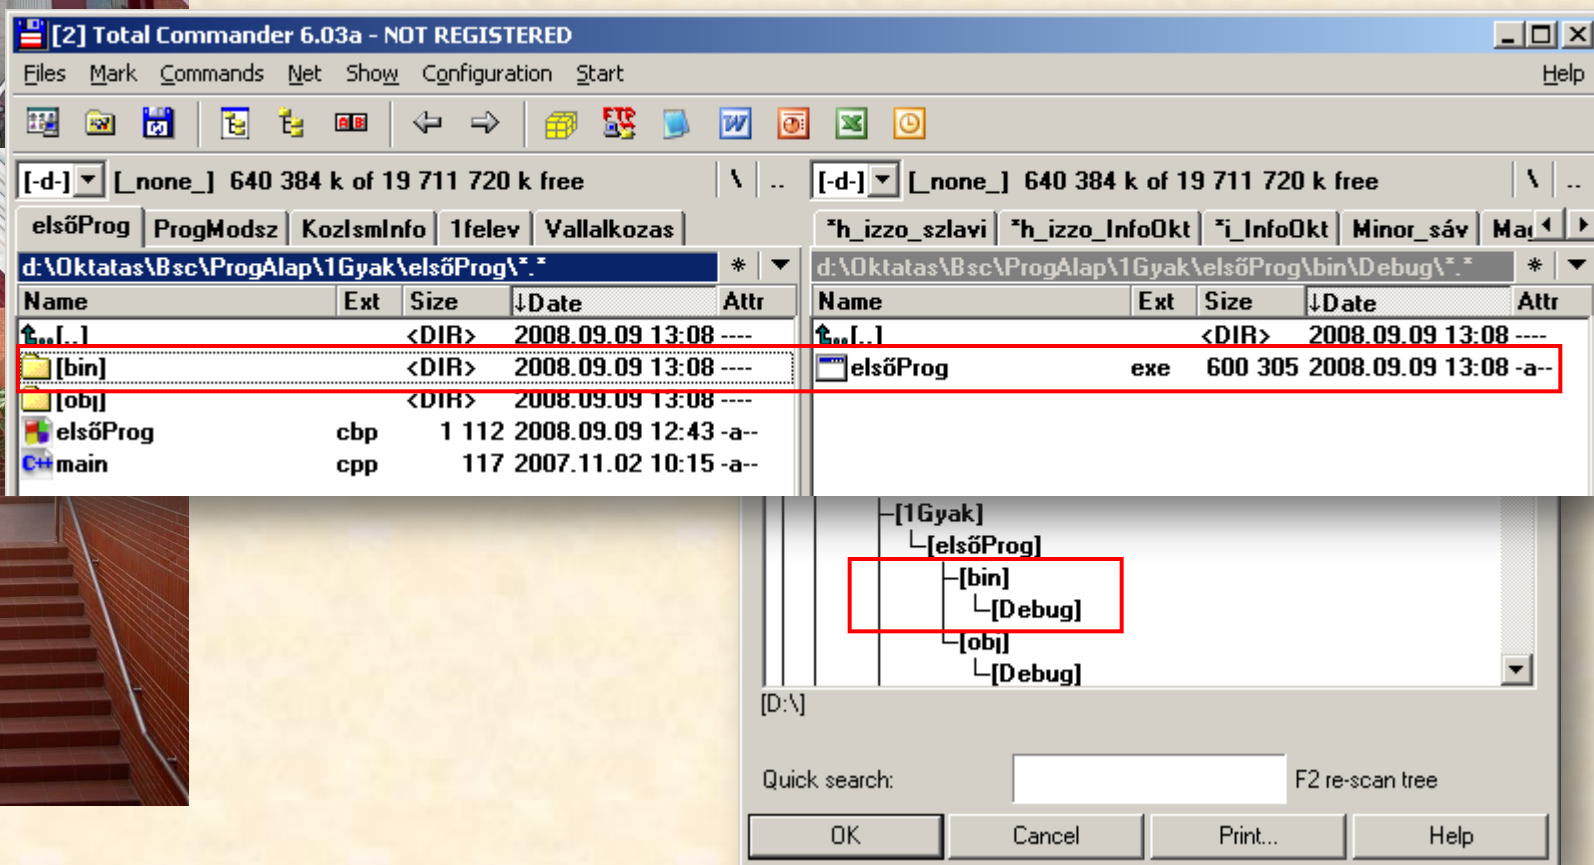 [2] Total Commander 6.03a - NOT REGISTERED
Files Mark Commands Net Show Configuration Start Help
[-d-] [_none_] 640 384 k of 19 711 720 k free \ .. [-d-] [_none_] 640 384 k of 19 711 720 k free \ ..
elsőProg ProgModsz KozIsmInfo 1felev Vallalkozas *h_izzo_szlavi *h_izzo_InfoOkt *i_InfoOkt Minor_sáv
d:\Oktatas\Bsc\ProgAlap\1Gyak\elsőProg\*.* * d:\Oktatas\Bsc\ProgAlap\1Gyak\elsőProg\bin\Debug\*.* *
Name Ext Size ↓Date Attr Name Ext Size ↓Date Attr
[..] <DIR> 2008.09.09 13:08 ---- [..] <DIR> 2008.09.09 13:08 ----
[bin] <DIR> 2008.09.09 13:08 ---- elsőProg exe 600 305 2008.09.09 13:08 -a--
[obj] <DIR> 2008.09.09 13:08 ----
elsőProg cbp 1 112 2008.09.09 12:43 -a--
main cpp 117 2007.11.02 10:15 -a--
[1Gyak]
[elsőProg]
[bin]
[Debug]
[obj]
[Debug]
[D:\]
Quick search: F2 re-scan tree
OK Cancel Print... Help